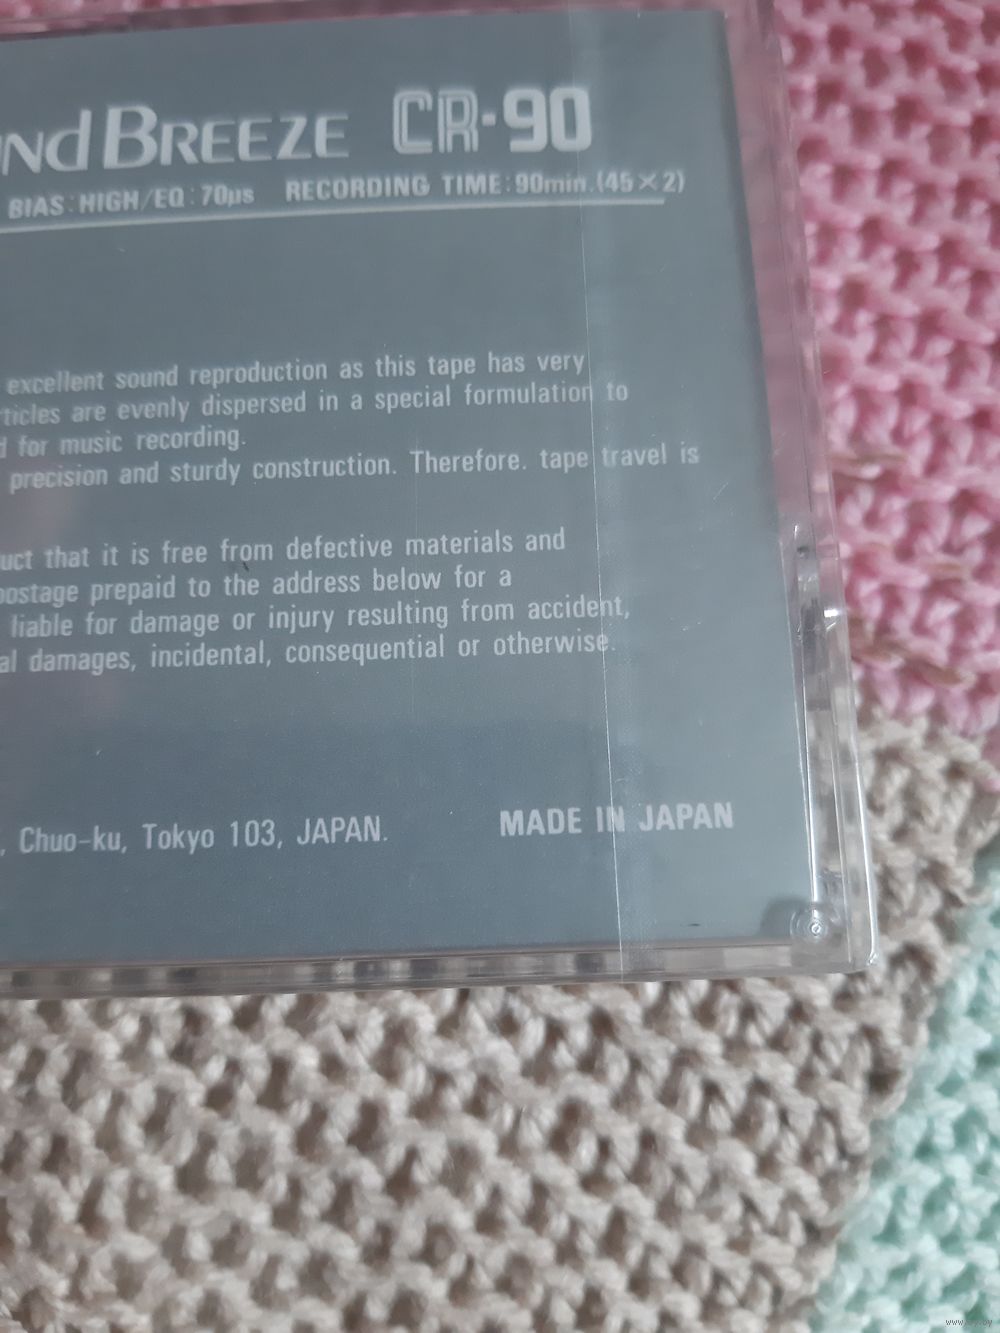 BREEZE CR-90
BIAS:HIGH/EQ:70µs RECORDING TIME:90min.(45×2)
excellent sound reproduction as this tape has very
are evenly dispersed in a special formulation to
for music recording.
precision and sturdy construction. Therefore. tape travel is
that it is free from defective materials and
postage prepaid to the address below for a
liable for damage or injury resulting from accident,
damages, incidental, consequential or otherwise.
, Chuo-ku, Tokyo 103, JAPAN. MADE IN JAPAN